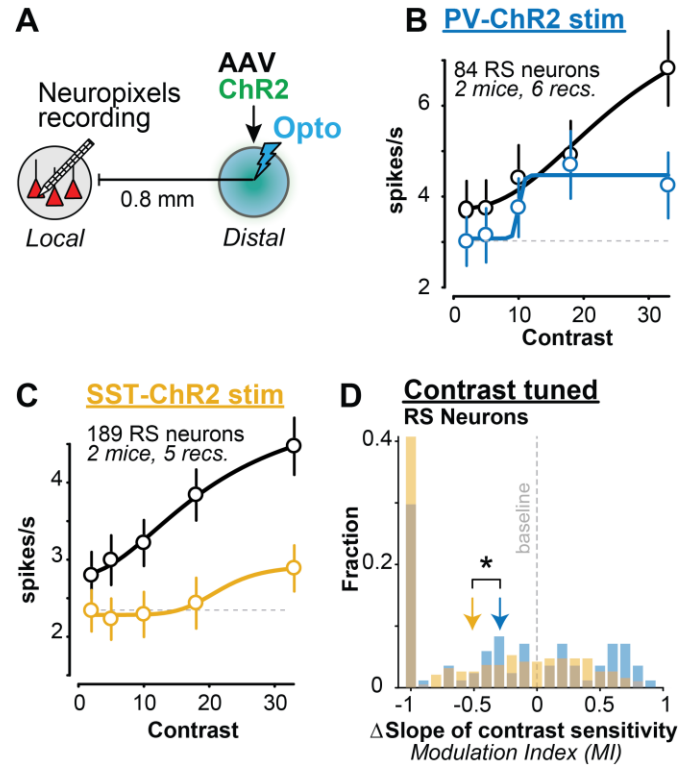 A
AAV
ChR2
Neuropixels
recording
Opto
0.8 mm
Local
Distal
B
PV-ChR2 stim
84 RS neurons
2 mice, 6 recs.
6
4
2
spikes/s
0
10
20
30
Contrast
C
SST-ChR2 stim
189 RS neurons
2 mice, 5 recs.
4
3
2
spikes/s
0
10
20
30
Contrast
D
Contrast tuned
RS Neurons
0.4
0.2
0
Fraction
baseline
*
-1
-0.5
0
0.5
1
ΔSlope of contrast sensitivity
Modulation Index (MI)